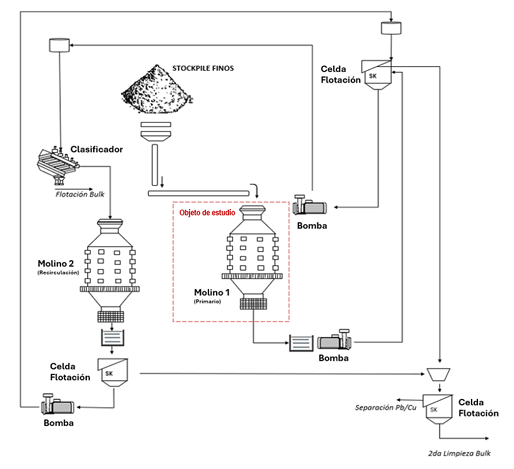 STOCKPILE FINOS
Celda
Flotación
SK
Clasificador
Flotación Bulk
Objeto de estudio
Bomba
Molino 2
(Recirculación)
Molino 1
(Primario)
Bomba
Celda
Flotación
SK
Bomba
Separación Pb/Cu
SK
Celda
Flotación
2da Limpieza Bulk